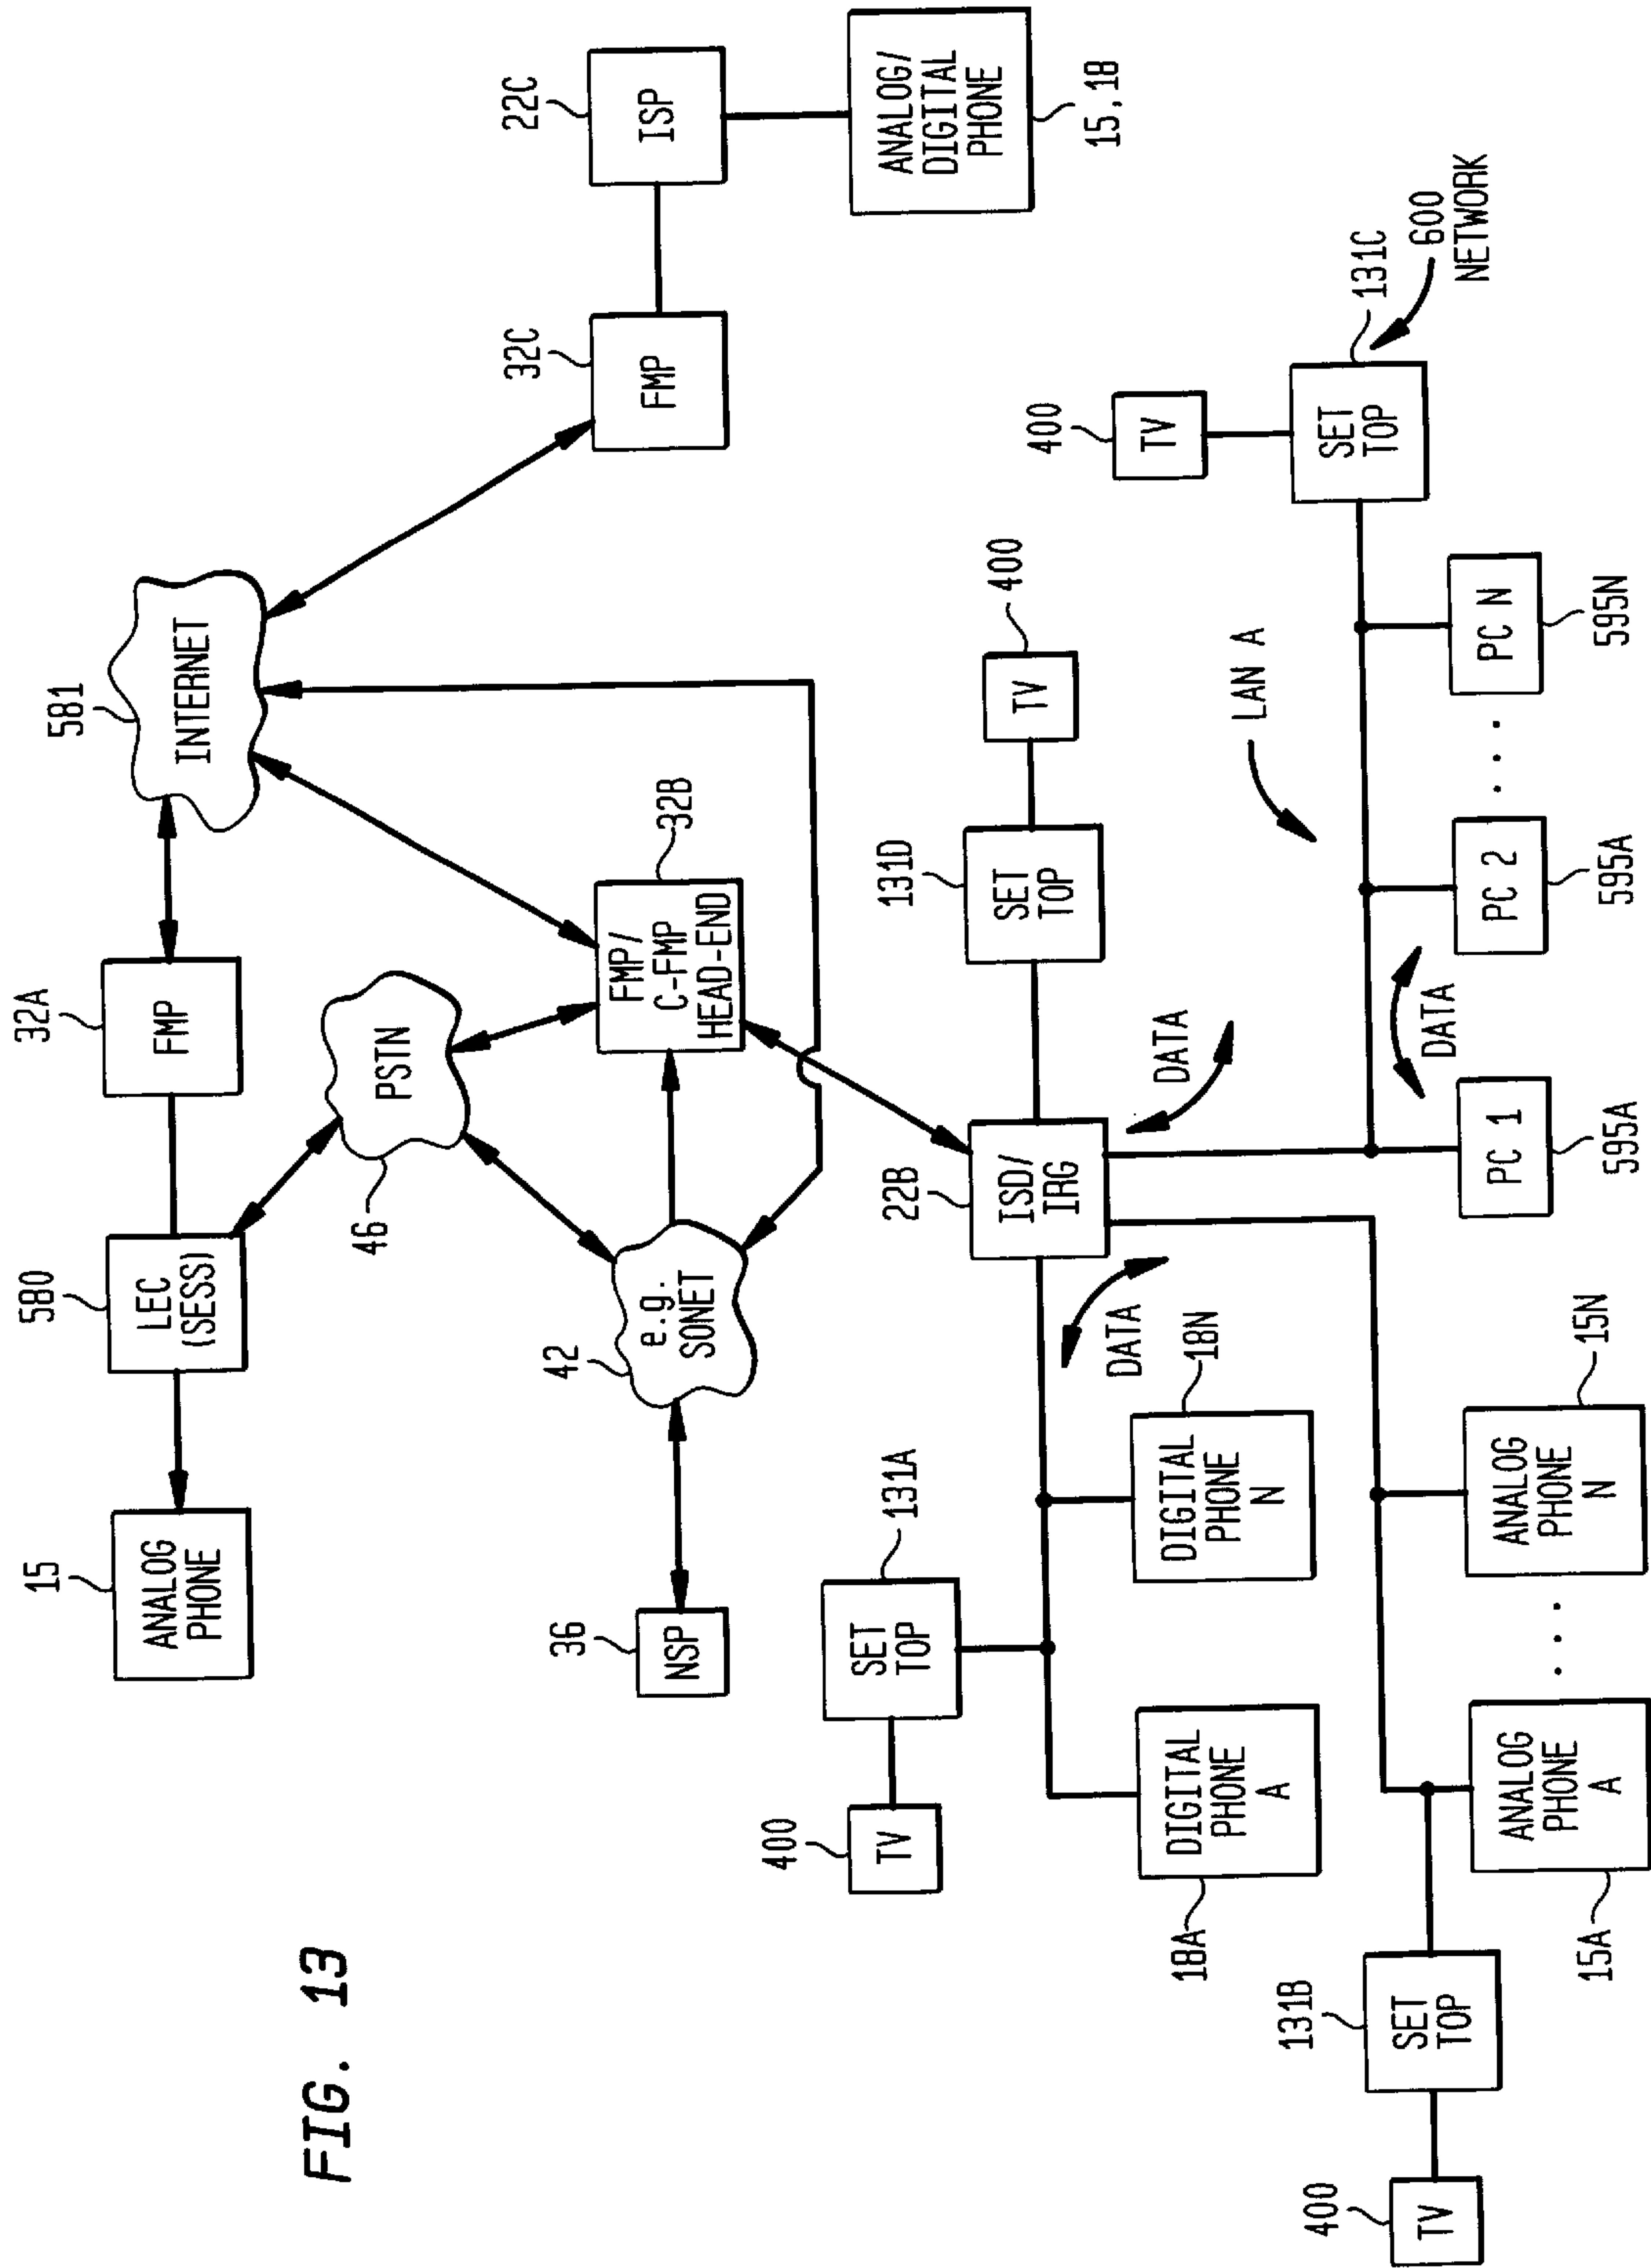 FIG. 13
15
ANALOG
PHONE
580
LEC
(SESS)
32A
FMP
581
INTERNET
46
PSTN
36
NSP
42
e.g.
SONET
FMP/
C-FMP
HEAD-END
32B
32C
FMP
22C
ISP
ANALOG/
DIGITAL
PHONE
15,18
400
TV
131A
SET
TOP
22B
ISD/
IRG
131D
SET
TOP
400
TV
DATA
DATA
18A
DIGITAL
PHONE
A
18N
DIGITAL
PHONE
N
LAN A
400
TV
SET
TOP
131C
600
NETWORK
400
TV
131B
SET
TOP
15A
ANALOG
PHONE
A
. . . .
15N
ANALOG
PHONE
N
DATA
PC 1
595A
PC 2
595A
. . . .
PC N
595N